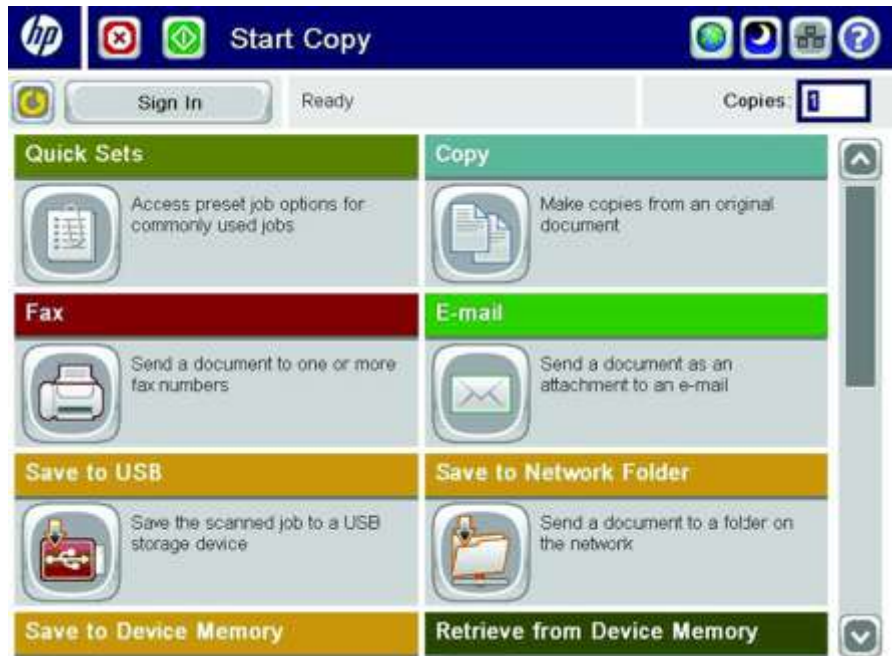 hp
Start Copy
?
Sign In
Ready
Copies: 1
Quick Sets
Copy
Access preset job options for
commonly used jobs
Make copies from an original
document
Fax
E-mail
Send a document to one or more
fax numbers
Send a document as an
attachment to an e-mail
Save to USB
Save to Network Folder
Save the scanned job to a USB
storage device
Send a document to a folder on
the network
Save to Device Memory
Retrieve from Device Memory